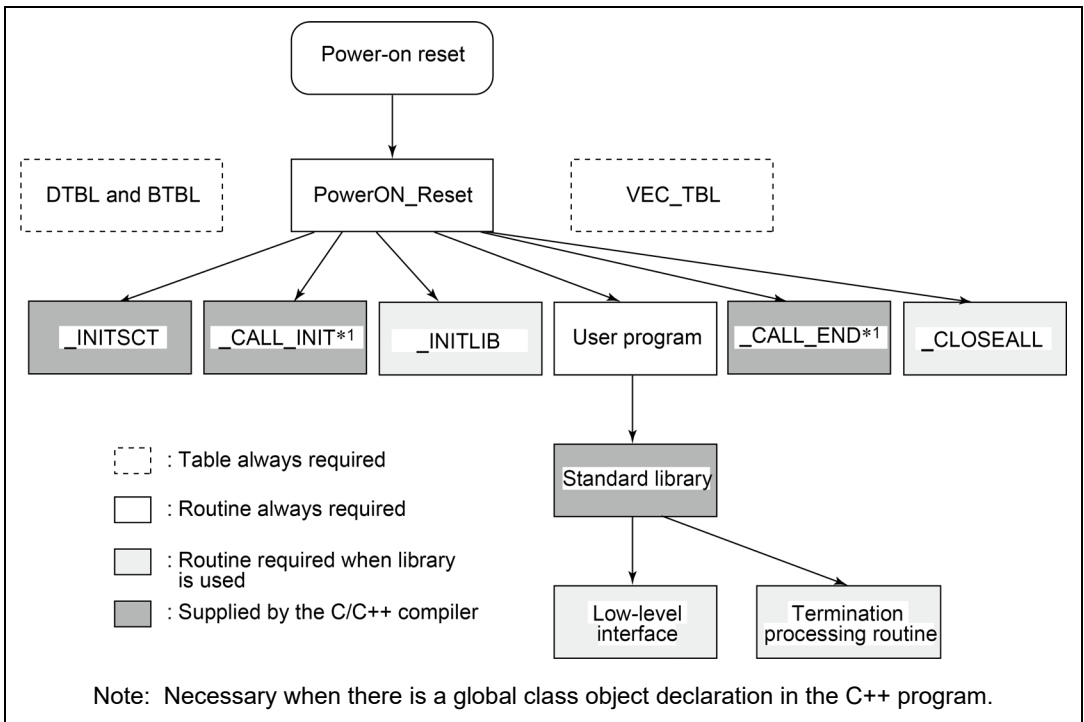 Power-on reset
DTBL and BTBL
PowerON_Reset
VEC_TBL
_INITSCT
_CALL_INIT*1
_INITLIB
User program
_CALL_END*1
_CLOSEALL
: Table always required
: Routine always required
: Routine required when library
is used
: Supplied by the C/C++ compiler
Standard library
Low-level
interface
Termination
processing routine
Note: Necessary when there is a global class object declaration in the C++ program.